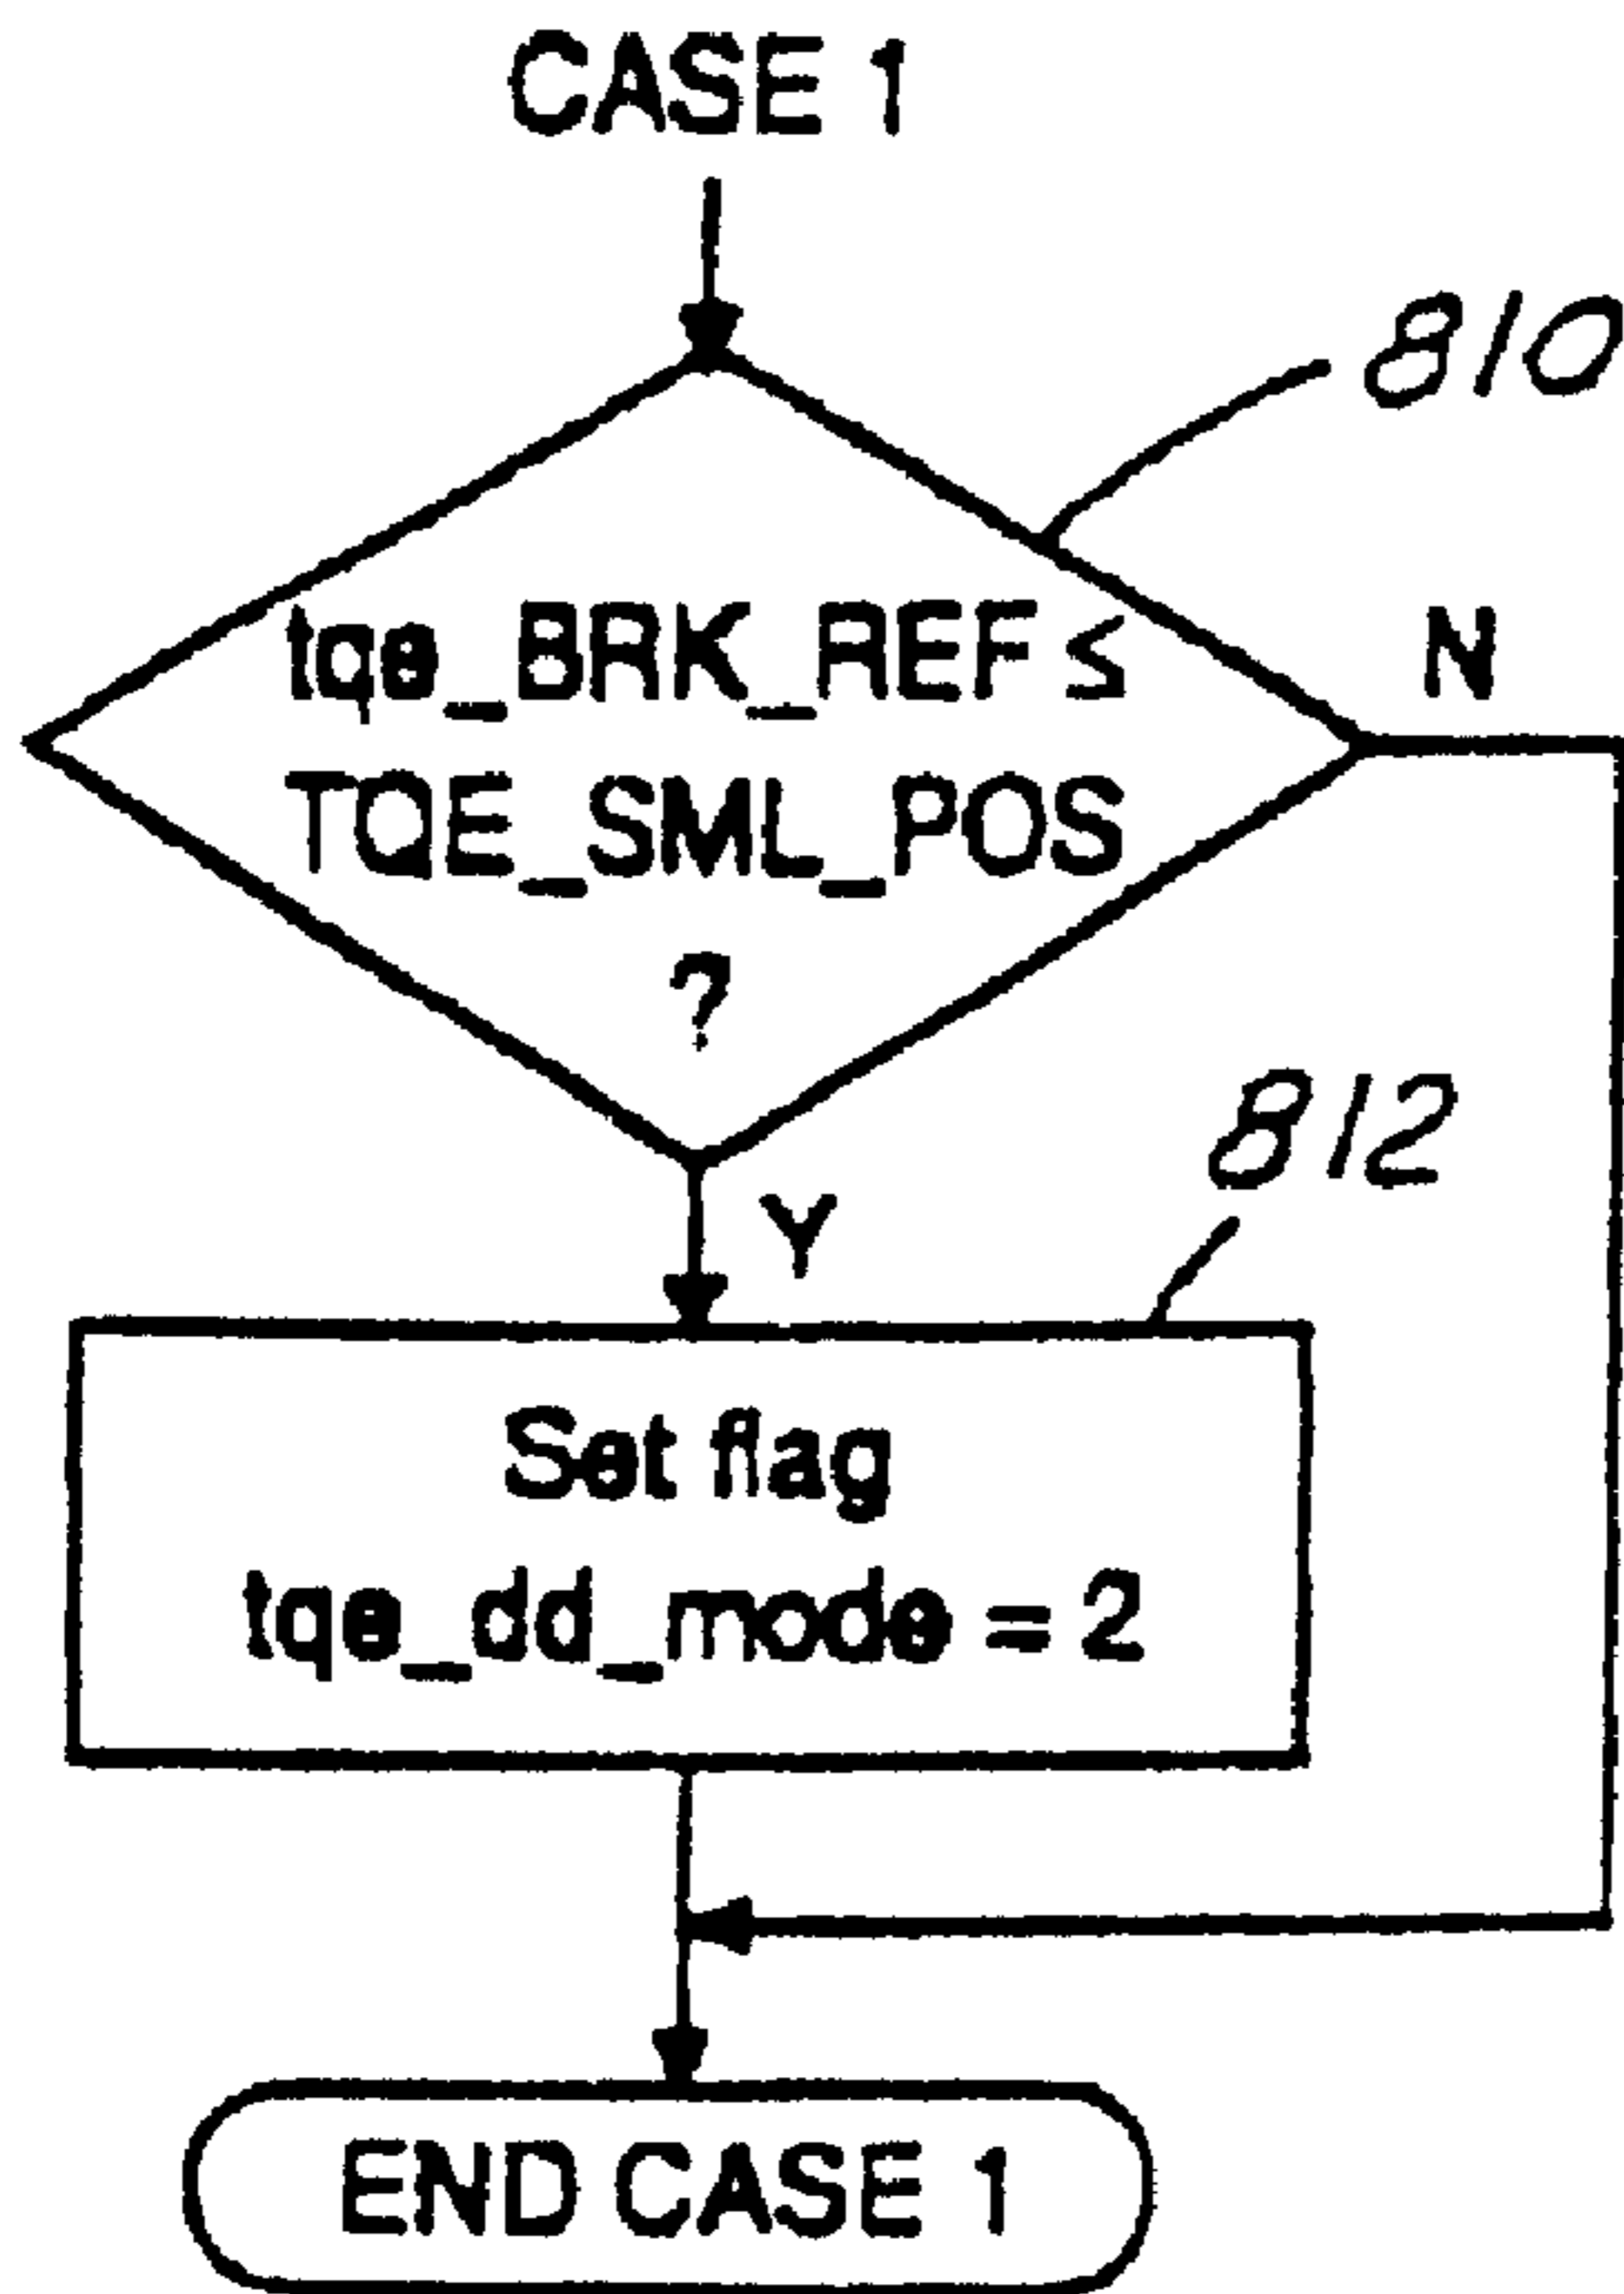 CASE 1
810
tqe_BRK_REF ≤
TQE_SML_POS
?
N
812
Y
Set flag
tqe_dd_mode = 2
END CASE 1